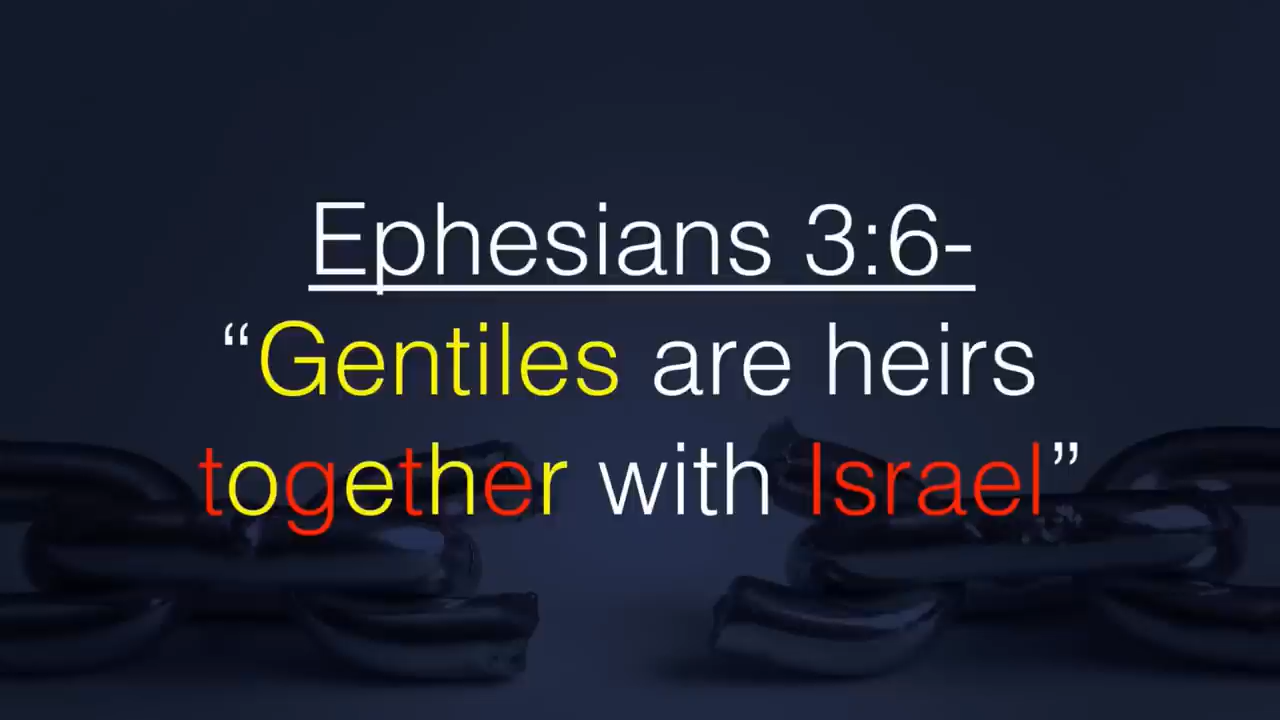 Ephesians 3:6-
“Gentiles are heirs
together with Israel”